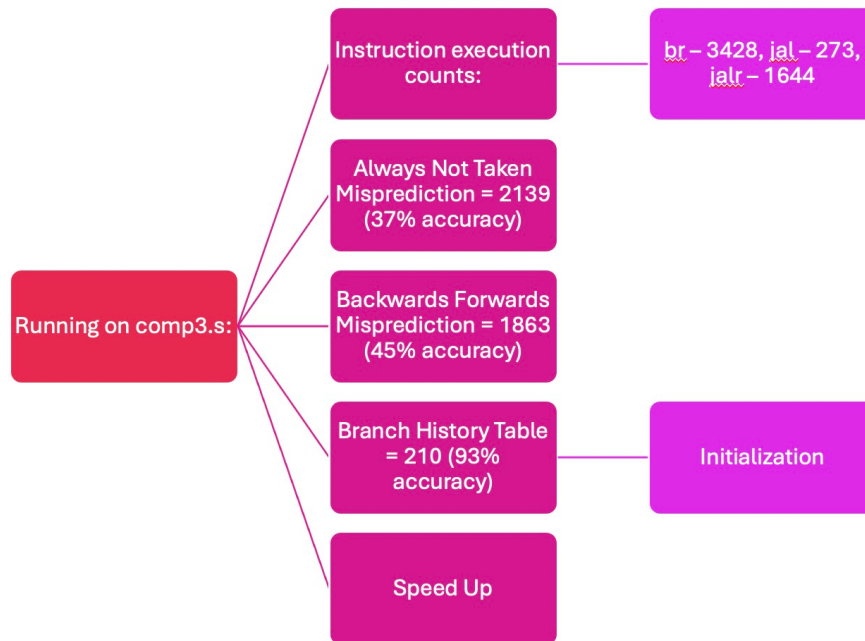 Running on comp3.s:
Instruction execution
counts:
br – 3428, jal – 273,
jalr – 1644
Always Not Taken
Misprediction = 2139
(37% accuracy)
Backwards Forwards
Misprediction = 1863
(45% accuracy)
Branch History Table
= 210 (93%
accuracy)
Initialization
Speed Up